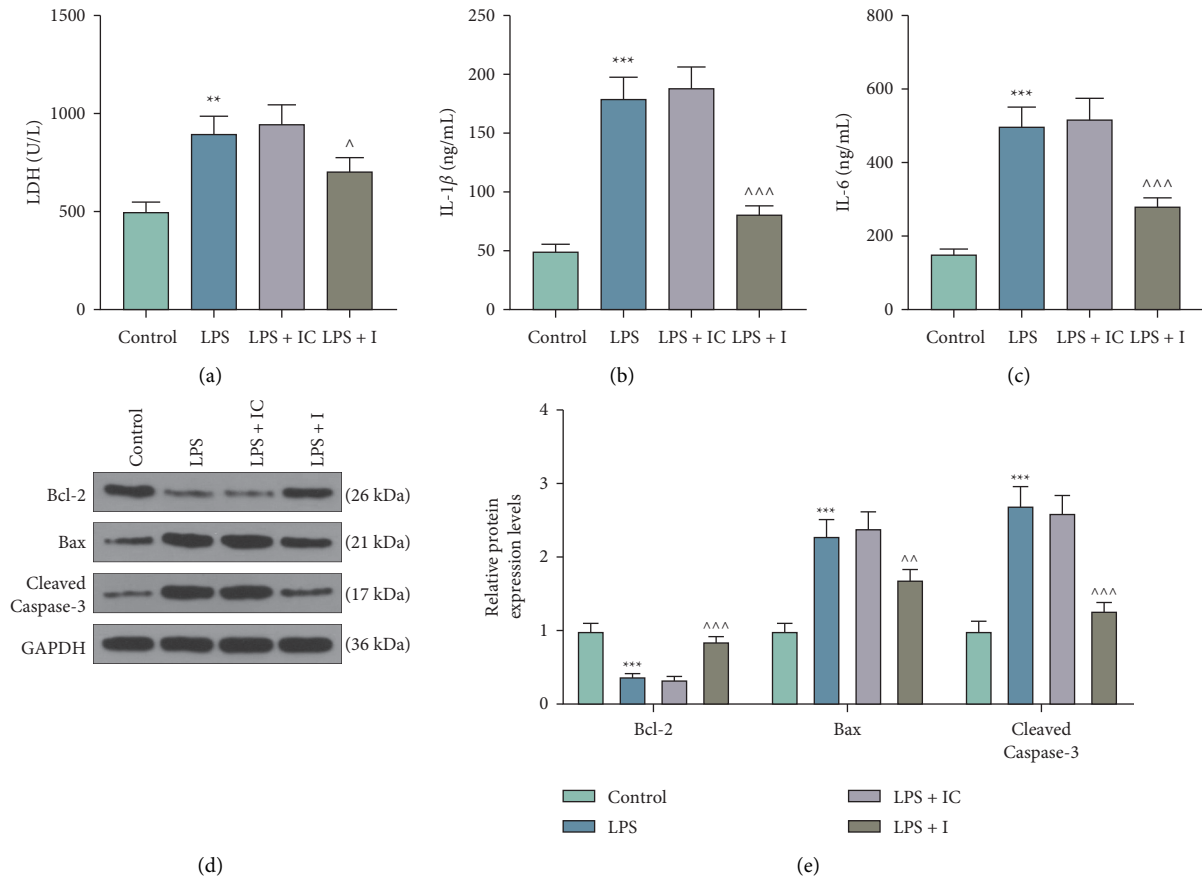 1500
1000
500
0
LDH (U/L)
**
^
Control
LPS
LPS + IC
LPS + I
(a)
250
200
150
100
50
0
IL-1β (ng/mL)
***
^^^
Control
LPS
LPS + IC
LPS + I
(b)
800
600
400
200
0
IL-6 (ng/mL)
***
^^^
Control
LPS
LPS + IC
LPS + I
(c)
Control
LPS
LPS + IC
LPS + I
Bcl-2
(26 kDa)
Bax
(21 kDa)
Cleaved
Caspase-3
(17 kDa)
GAPDH
(36 kDa)
(d)
4
3
2
1
0
Relative protein
expression levels
***
^^^
***
^^
***
^^^
Bcl-2
Bax
Cleaved
Caspase-3
Control
LPS
LPS + IC
LPS + I
(e)